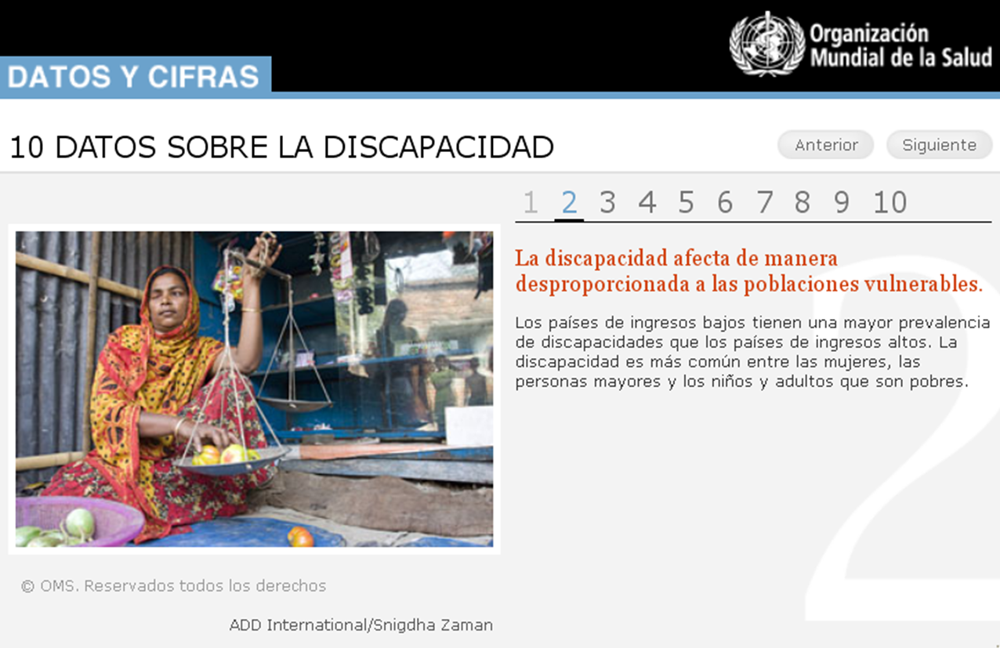 Organización
Mundial de la Salud
DATOS Y CIFRAS
10 DATOS SOBRE LA DISCAPACIDAD
Anterior
Siguiente
1 2 3 4 5 6 7 8 9 10
La discapacidad afecta de manera
desproporcionada a las poblaciones vulnerables.
Los países de ingresos bajos tienen una mayor prevalencia
de discapacidades que los países de ingresos altos. La
discapacidad es más común entre las mujeres, las
personas mayores y los niños y adultos que son pobres.
2
© OMS. Reservados todos los derechos
ADD International/Snigdha Zaman